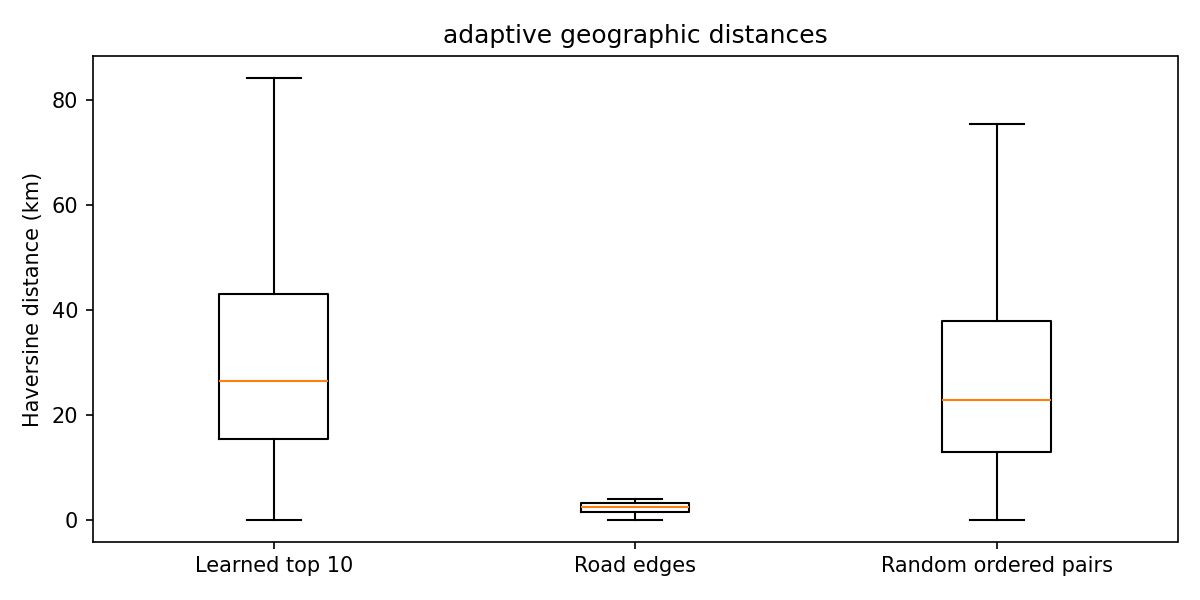 adaptive geographic distances
Haversine distance (km)
80
60
40
20
0
Learned top 10
Road edges
Random ordered pairs